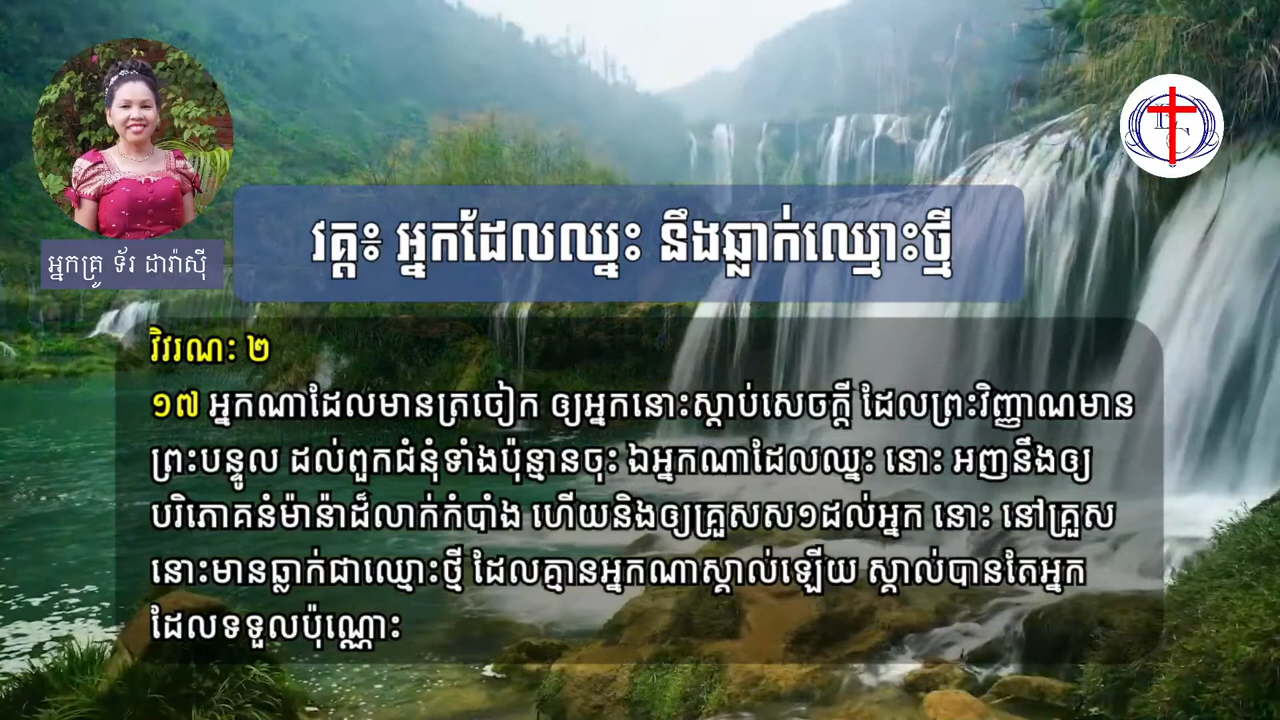 វគ្គ៖ អ្នកដែលឈ្នះ នឹងឆ្លាក់ឈ្មោះថ្មី
អ្នកគ្រូ ទ័រ ដាវ៉ាស៊ី
វិវរណៈ ២
១៧ អ្នកណាដែលមានត្រចៀក ឲ្យអ្នកនោះស្តាប់សេចក្ដី ដែលព្រះវិញ្ញាណមាន
ព្រះបន្ទូល ដល់ពួកជំនុំទាំងប៉ុន្មានចុះ ឯអ្នកណាដែលឈ្នះ នោះ អញនឹងឲ្យ
បរិភោគនំម៉ាន៉ាដ៏លាក់កំបាំង ហើយនិងឲ្យគ្រួសស១ដល់អ្នក នោះ នៅគ្រួស
នោះមានឆ្លាក់ជាឈ្មោះថ្មី ដែលគ្មានអ្នកណាស្គាល់ឡើយ ស្គាល់បានតែអ្នក
ដែលទទួលប៉ុណ្ណោះ